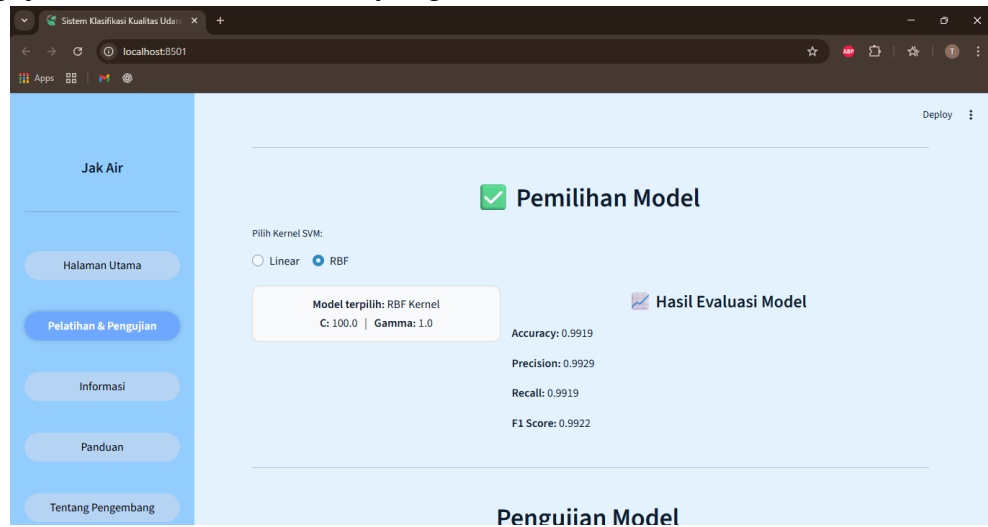 Sistem Klasifikasi Kualitas Udara
localhost:8501
ABP
T
Apps
Deploy
Jak Air
Halaman Utama
Pelatihan & Pengujian
Informasi
Panduan
Tentang Pengembang
✅ Pemilihan Model
Pilih Kernel SVM:
Linear RBF
Model terpilih: RBF Kernel
C: 100.0 | Gamma: 1.0
📈 Hasil Evaluasi Model
Accuracy: 0.9919
Precision: 0.9929
Recall: 0.9919
F1 Score: 0.9922
Pengujian Model